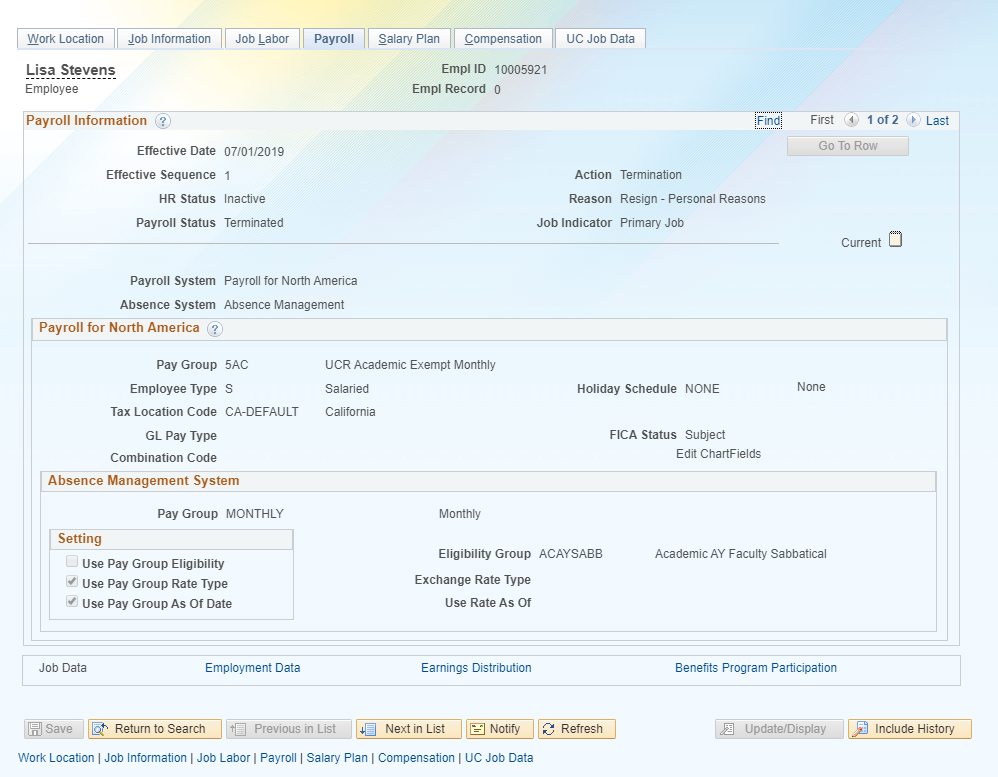 Work Location Job Information Job Labor Payroll Salary Plan Compensation UC Job Data
Lisa Stevens Empl ID 10005921
Employee Empl Record 0
Payroll Information ? Find First 1 of 2 Last
Go To Row
Effective Date 07/01/2019
Effective Sequence 1 Action Termination
HR Status Inactive Reason Resign - Personal Reasons
Payroll Status Terminated Job Indicator Primary Job
Current
Payroll System Payroll for North America
Absence System Absence Management
Payroll for North America ?
Pay Group 5AC UCR Academic Exempt Monthly
Employee Type S Salaried Holiday Schedule NONE None
Tax Location Code CA-DEFAULT California
GL Pay Type FICA Status Subject
Combination Code Edit ChartFields
Absence Management System
Pay Group MONTHLY Monthly
Setting
Use Pay Group Eligibility Eligibility Group ACAYSABB Academic AY Faculty Sabbatical
Use Pay Group Rate Type Exchange Rate Type
Use Pay Group As Of Date Use Rate As Of
Job Data Employment Data Earnings Distribution Benefits Program Participation
Save Return to Search Previous in List Next in List Notify Refresh Update/Display Include History
Work Location | Job Information | Job Labor | Payroll | Salary Plan | Compensation | UC Job Data